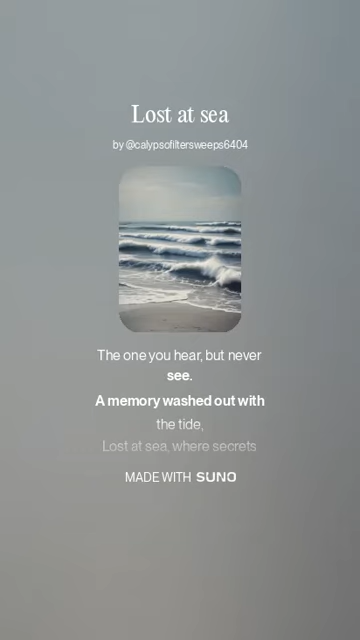 Lost at sea
by @calypsofiltersweeps6404
The one you hear, but never
see.
A memory washed out with
the tide,
Lost at sea, where secrets
MADE WITH SUNO